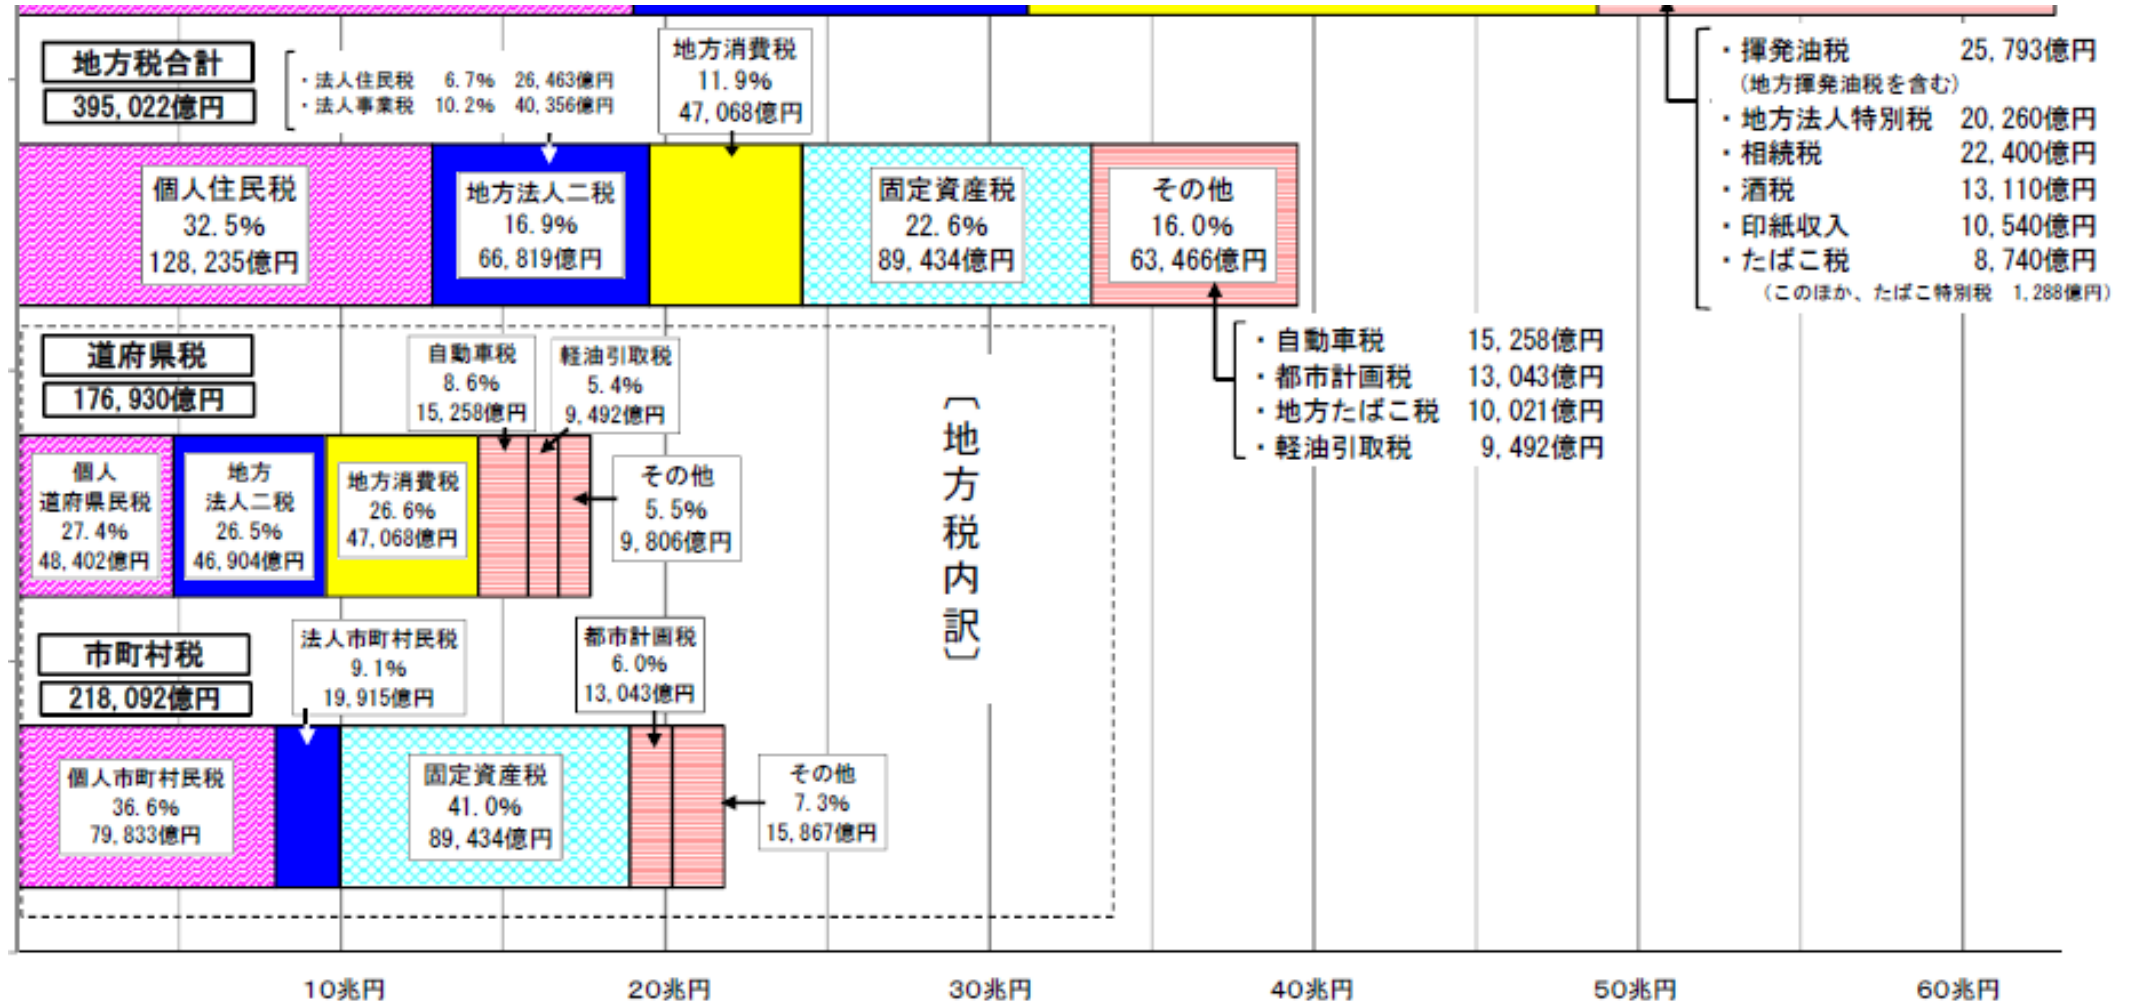 地方税合計
395,022億円
・法人住民税 6.7% 26,463億円
・法人事業税 10.2% 40,356億円
地方消費税
11.9%
47,068億円
個人住民税
32.5%
128,235億円
地方法人二税
16.9%
66,819億円
固定資産税
22.6%
89,434億円
その他
16.0%
63,466億円
・揮発油税 25,793億円
(地方揮発油税を含む)
・地方法人特別税 20,260億円
・相続税 22,400億円
・酒税 13,110億円
・印紙収入 10,540億円
・たばこ税 8,740億円
(このほか、たばこ特別税 1,288億円)
・自動車税 15,258億円
・都市計画税 13,043億円
・地方たばこ税 10,021億円
・軽油引取税 9,492億円
道府県税
176,930億円
自動車税
8.6%
15,258億円
軽油引取税
5.4%
9,492億円
個人
道府県民税
27.4%
48,402億円
地方
法人二税
26.5%
46,904億円
地方消費税
26.6%
47,068億円
その他
5.5%
9,806億円
〔地方税内訳〕
市町村税
218,092億円
法人市町村民税
9.1%
19,915億円
都市計画税
6.0%
13,043億円
個人市町村民税
36.6%
79,833億円
固定資産税
41.0%
89,434億円
その他
7.3%
15,867億円
10兆円 20兆円 30兆円 40兆円 50兆円 60兆円